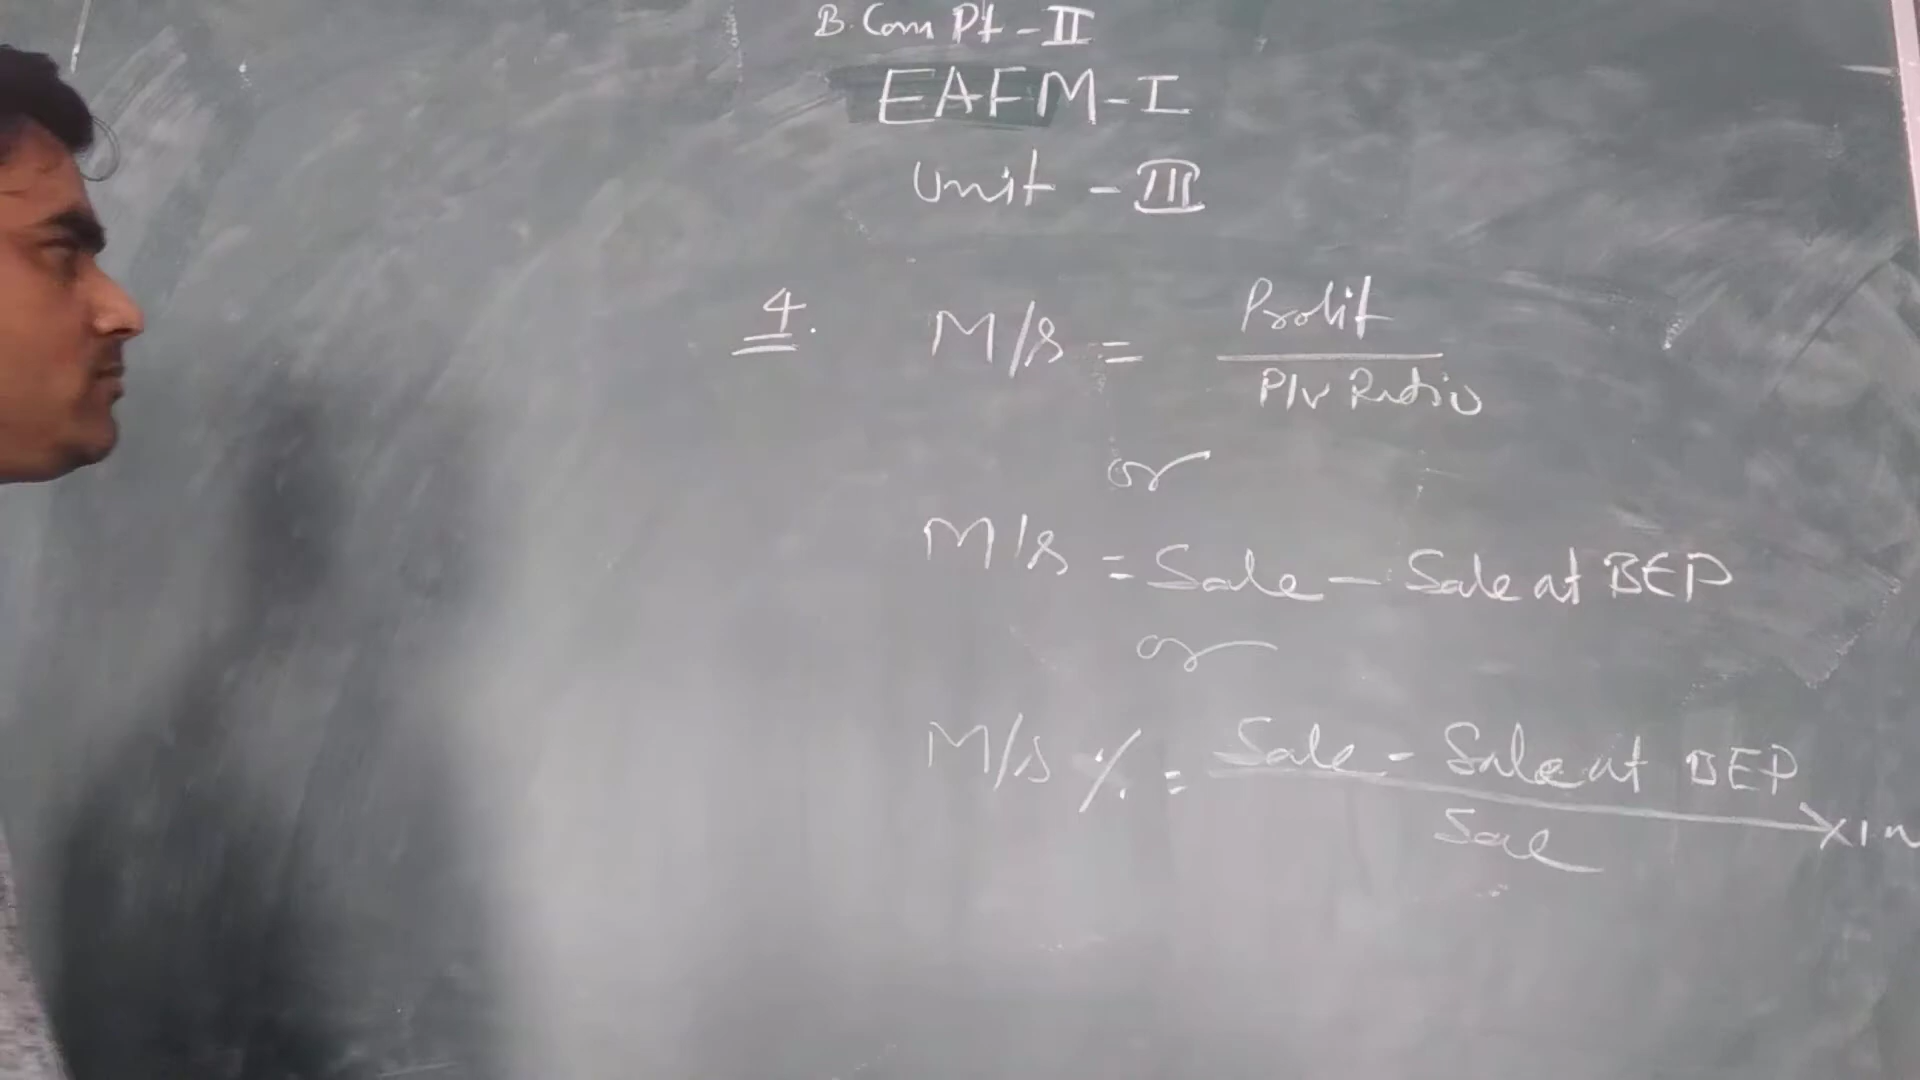 B. Com Pt - II
EAFM - I
Unit - III
4. M/S = Profit
P/V Ratio
or
M/S = Sale - Sale at BEP
or
M/S % = Sale - Sale at BEP
Sale